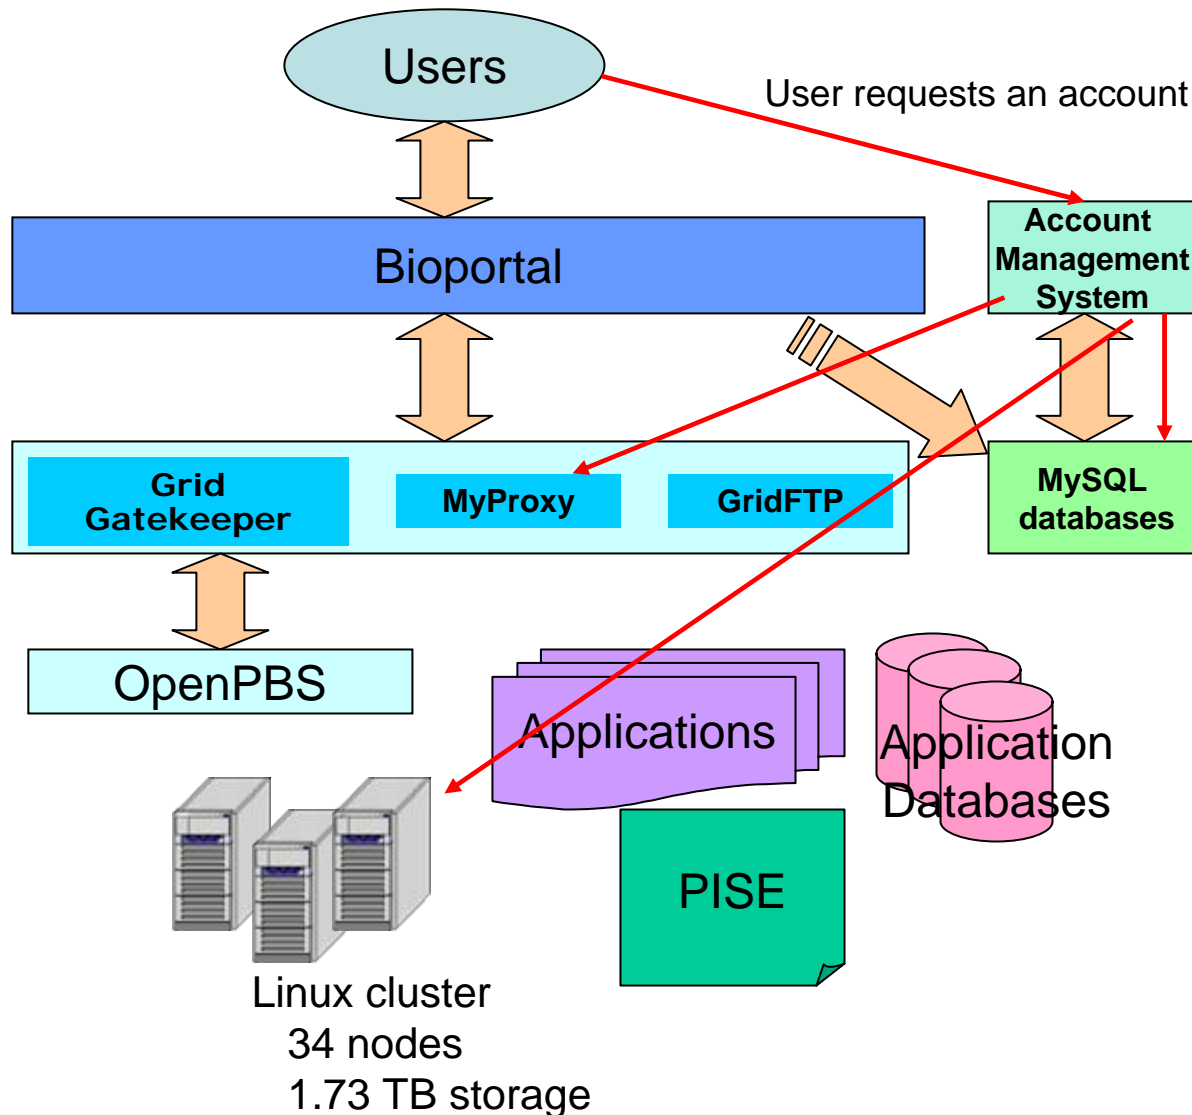 Users
User requests an account
Account
Management
System
Bioportal
Grid
Gatekeeper
MyProxy
GridFTP
MySQL
databases
OpenPBS
Applications
Application
Databases
PISE
Linux cluster
34 nodes
1.73 TB storage